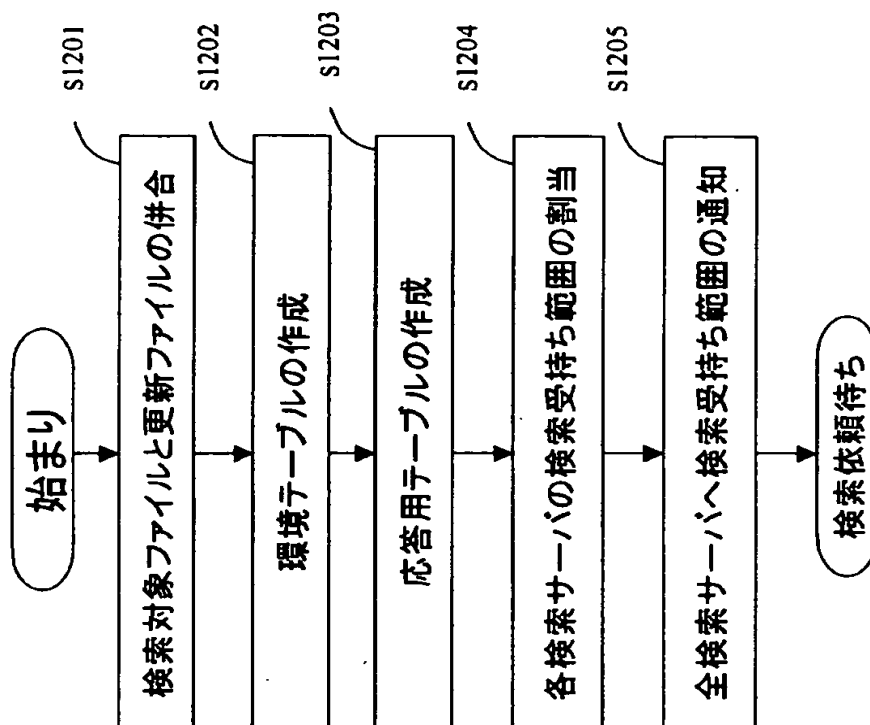 始まり
S1201
検索対象ファイルと更新ファイルの併合
S1202
環境テーブルの作成
S1203
応答用テーブルの作成
S1204
各検索サーバの検索受持ち範囲の割当
S1205
全検索サーバへ検索受持ち範囲の通知
検索依頼待ち